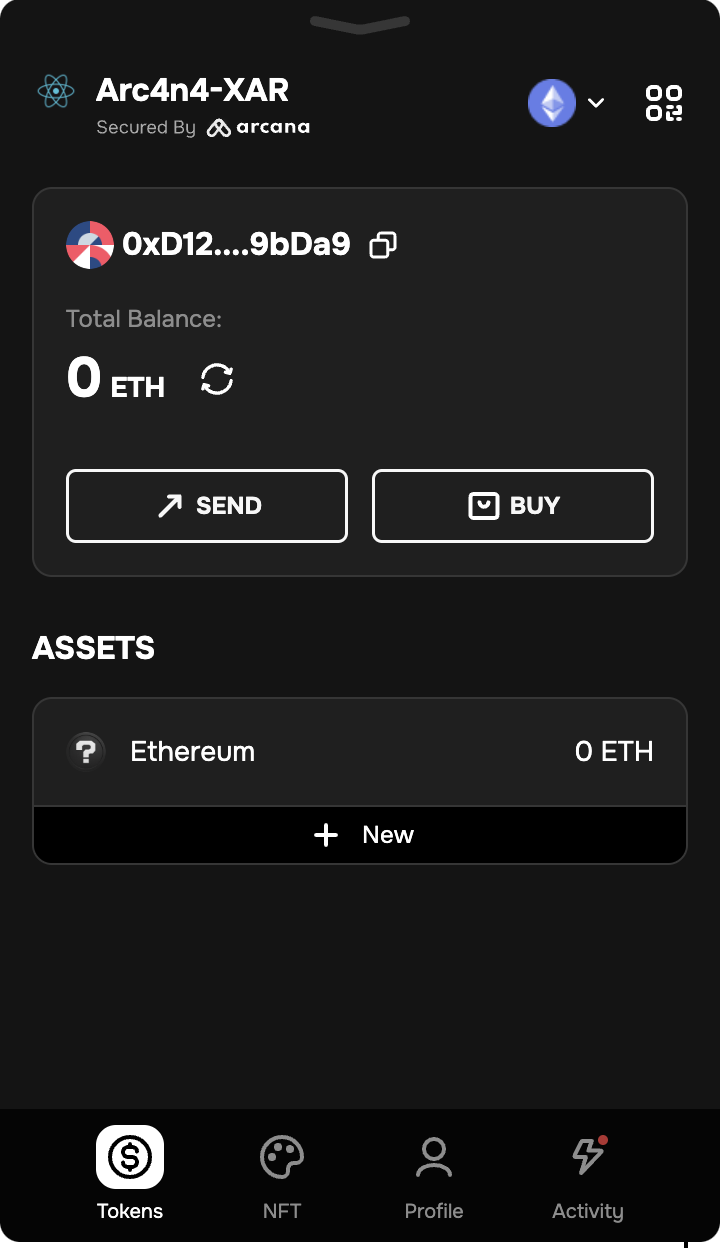 Arc4n4-XAR
Secured By arcana
0xD12....9bDa9
Total Balance:
0 ETH
SEND
BUY
ASSETS
Ethereum 0 ETH
New
Tokens NFT Profile Activity